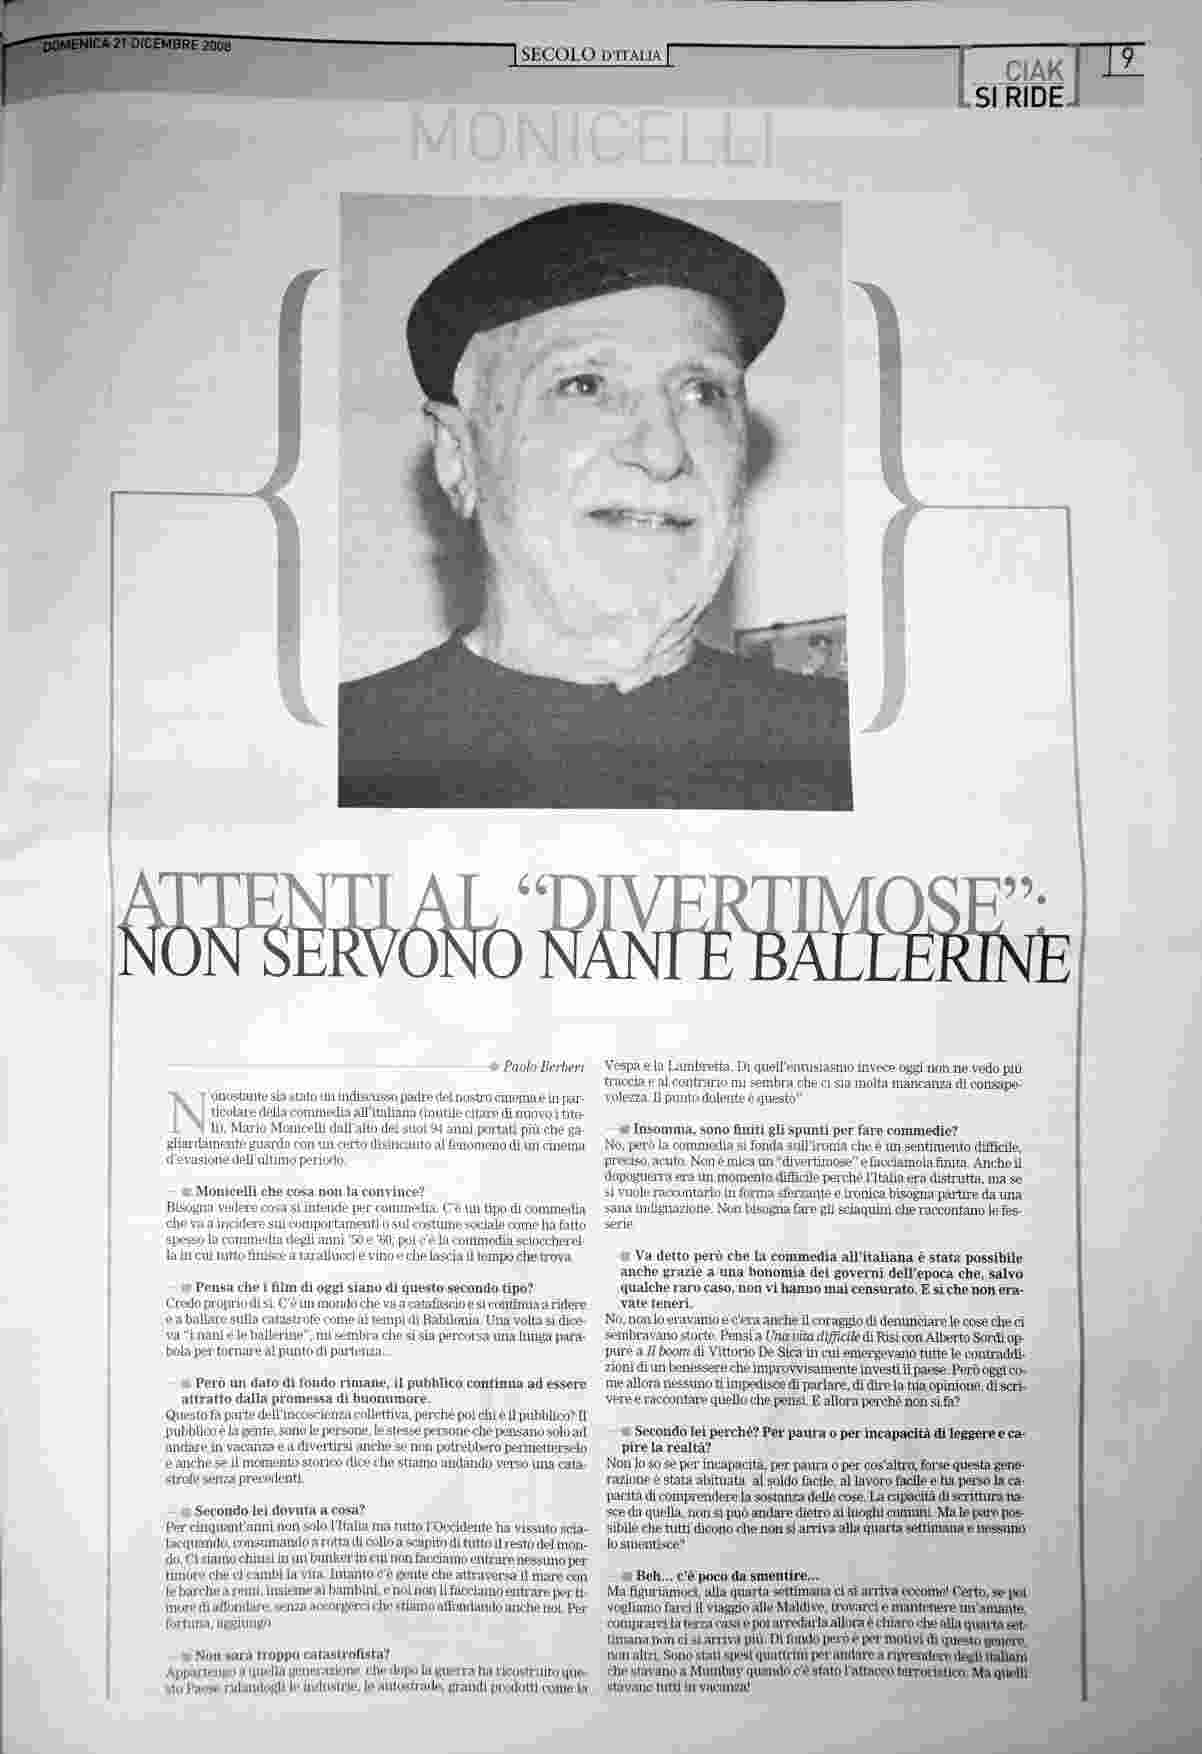 DOMENICA 21 DICEMBRE 2008
SECOLO D'ITALIA
CIAK
SI RIDE
9
MONICELLI
ATTENTI AL “DIVERTIMOSE”:
NON SERVONO NANI E BALLERINE
Paolo Berberi
Nonostante sia stato un indiscusso padre del nostro cinema e in par-
ticolare della commedia all'italiana (inutile citare di nuovo i tito-
li), Mario Monicelli dall'alto dei suoi 94 anni portati più che ga-
gliardamente guarda con un certo disincanto al fenomeno di un cinema
d'evasione dell'ultimo periodo.
Monicelli che cosa non la convince?
Bisogna vedere cosa si intende per commedia. C'è un tipo di commedia
che va a incidere sui comportamenti o sul costume sociale come ha fatto
spesso la commedia degli anni '50 e '60, poi c'è la commedia scioccherel-
la in cui tutto finisce a tarallucci e vino e che lascia il tempo che trova.
Pensa che i film di oggi siano di questo secondo tipo?
Credo proprio di sì. C'è un mondo che va a catafascio e si continua a ridere
e a ballare sulla catastrofe come ai tempi di Babilonia. Una volta si dice-
va “i nani e le ballerine”, mi sembra che si sia percorsa una lunga para-
bola per tornare al punto di partenza...
Però un dato di fondo rimane, il pubblico continua ad essere
attratto dalla promessa di buonumore.
Questo fa parte dell'incoscienza collettiva, perché poi chi è il pubblico? Il
pubblico è la gente, sono le persone, le stesse persone che pensano solo ad
andare in vacanza e a divertirsi anche se non potrebbero permetterselo
e anche se il momento storico dice che stiamo andando verso una cata-
strofe senza precedenti.
Secondo lei dovuta a cosa?
Per cinquant'anni non solo l'Italia ma tutto l'Occidente ha vissuto scia-
lacquando, consumando a rotta di collo a scapito di tutto il resto del mon-
do. Ci siamo chiusi in un bunker in cui non facciamo entrare nessuno per
timore che ci cambi la vita. Intanto c'è gente che attraversa il mare con
le barche a remi, insieme ai bambini, e noi non li facciamo entrare per ti-
more di affondare, senza accorgerci che stiamo affondando anche noi. Per
fortuna, aggiungo.
Non sarà troppo catastrofista?
Appartengo a quella generazione che dopo la guerra ha ricostruito que-
sto Paese ridandogli le industrie, le autostrade, grandi prodotti come la
Vespa e la Lambretta. Di quell'entusiasmo invece oggi non ne vedo più
traccia e al contrario mi sembra che ci sia molta mancanza di consape-
volezza. Il punto dolente è questo”
Insomma, sono finiti gli spunti per fare commedie?
No, però la commedia si fonda sull'ironia che è un sentimento difficile,
preciso, acuto. Non è mica un “divertimose” e facciamola finita. Anche il
dopoguerra era un momento difficile perché l'Italia era distrutta, ma se
si vuole raccontarlo in forma sferzante e ironica bisogna partire da una
sana indignazione. Non bisogna fare gli sciaquini che raccontano le fes-
serie.
Va detto però che la commedia all'italiana è stata possibile
anche grazie a una bonomia dei governi dell'epoca che, salvo
qualche raro caso, non vi hanno mai censurato. E sì che non era-
vate teneri.
No, non lo eravamo e c'era anche il coraggio di denunciare le cose che ci
sembravano storte. Pensi a Una vita difficile di Risi con Alberto Sordi op-
pure a Il boom di Vittorio De Sica in cui emergevano tutte le contraddi-
zioni di un benessere che improvvisamente investì il paese. Però oggi co-
me allora nessuno ti impedisce di parlare, di dire la tua opinione, di scri-
vere e raccontare quello che pensi. E allora perché non si fa?
Secondo lei perché? Per paura o per incapacità di leggere e ca-
pire la realtà?
Non lo so se per incapacità, per paura o per cos'altro, forse questa gene-
razione è stata abituata al soldo facile, al lavoro facile e ha perso la ca-
pacità di comprendere la sostanza delle cose. La capacità di scrittura na-
sce da quella, non si può andare dietro ai luoghi comuni. Ma le pare pos-
sibile che tutti dicono che non si arriva alla quarta settimana e nessuno
lo smentisce?
Beh... c'è poco da smentire...
Ma figuriamoci, alla quarta settimana ci si arriva eccome! Certo, se poi
vogliamo farci il viaggio alle Maldive, trovarci e mantenere un'amante,
comprarci la terza casa e poi arredarla allora è chiaro che alla quarta set-
timana non ci si arriva più. Di fondo però è per motivi di questo genere,
non altri. Sono stati spesi quattrini per andare a riprendere degli italiani
che stavano a Mumbay quando c'è stato l'attacco terroristico. Ma quelli
stavano tutti in vacanza!